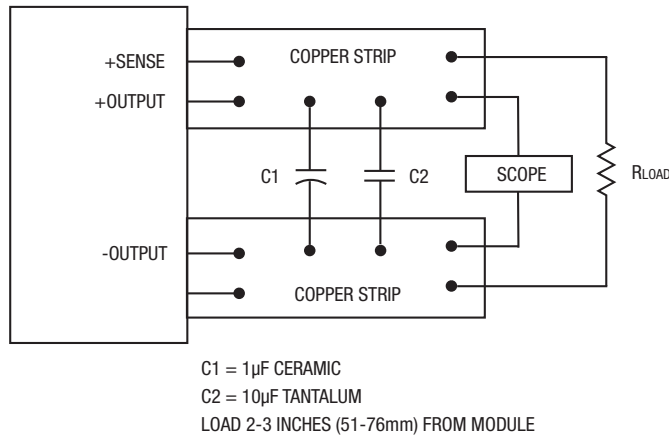 +SENSE
COPPER STRIP
+OUTPUT
C1
C2
SCOPE
RLOAD
-OUTPUT
COPPER STRIP
C1 = 1µF CERAMIC
C2 = 10µF TANTALUM
LOAD 2-3 INCHES (51-76mm) FROM MODULE